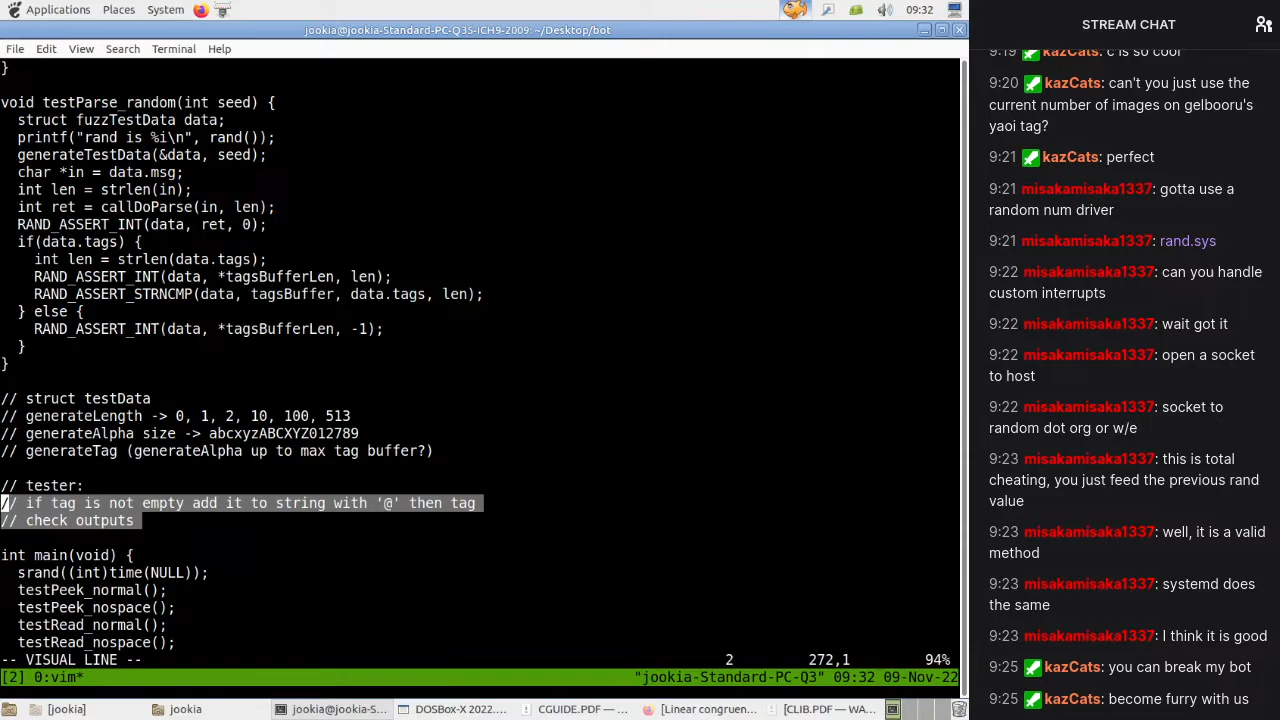 Applications Places System 09:32
jookia@jookia-Standard-PC-Q35-ICH9-2009: ~/Desktop/bot
File Edit View Search Terminal Help
}
void testParse_random(int seed) {
struct fuzzTestData data;
printf("rand is %i\n", rand());
generateTestData(&data, seed);
char *in = data.msg;
int len = strlen(in);
int ret = callDoParse(in, len);
RAND_ASSERT_INT(data, ret, 0);
if(data.tags) {
int len = strlen(data.tags);
RAND_ASSERT_INT(data, *tagsBufferLen, len);
RAND_ASSERT_STRNCMP(data, tagsBuffer, data.tags, len);
} else {
RAND_ASSERT_INT(data, *tagsBufferLen, -1);
}
}
// struct testData
// generateLength -> 0, 1, 2, 10, 100, 513
// generateAlpha size -> abcxyzABCXYZ012789
// generateTag (generateAlpha up to max tag buffer?)
// tester:
// if tag is not empty add it to string with '@' then tag
// check outputs
int main(void) {
srand((int)time(NULL));
testPeek_normal();
testPeek_nospace();
testRead_normal();
testRead_nospace();
-- VISUAL LINE -- 2 272,1 94%
[2] 0:vim* "jookia-Standard-PC-Q3" 09:32 09-Nov-22
[jookia] jookia jookia@jookia-S... DOSBox-X 2022.... CGUIDE.PDF — ... [Linear congruen... [CLIB.PDF — WA...
STREAM CHAT
9:19 kazCats: c is so cool
9:20 kazCats: can't you just use the
current number of images on gelbooru's
yaoi tag?
9:21 kazCats: perfect
9:21 misakamisaka1337: gotta use a
random num driver
9:21 misakamisaka1337: rand.sys
9:22 misakamisaka1337: can you handle
custom interrupts
9:22 misakamisaka1337: wait got it
9:22 misakamisaka1337: open a socket
to host
9:22 misakamisaka1337: socket to
random dot org or w/e
9:23 misakamisaka1337: this is total
cheating, you just feed the previous rand
value
9:23 misakamisaka1337: well, it is a valid
method
9:23 misakamisaka1337: systemd does
the same
9:23 misakamisaka1337: I think it is good
9:25 kazCats: you can break my bot
9:25 kazCats: become furry with us